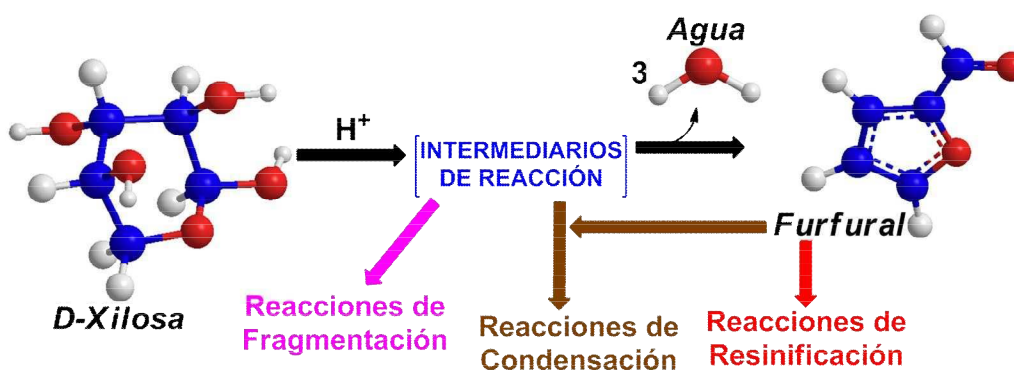 Agua
3
H+
[INTERMEDIARIOS
DE REACCIÓN]
Furfural
D-Xilosa
Reacciones de
Fragmentación
Reacciones de
Condensación
Reacciones de
Resinificación